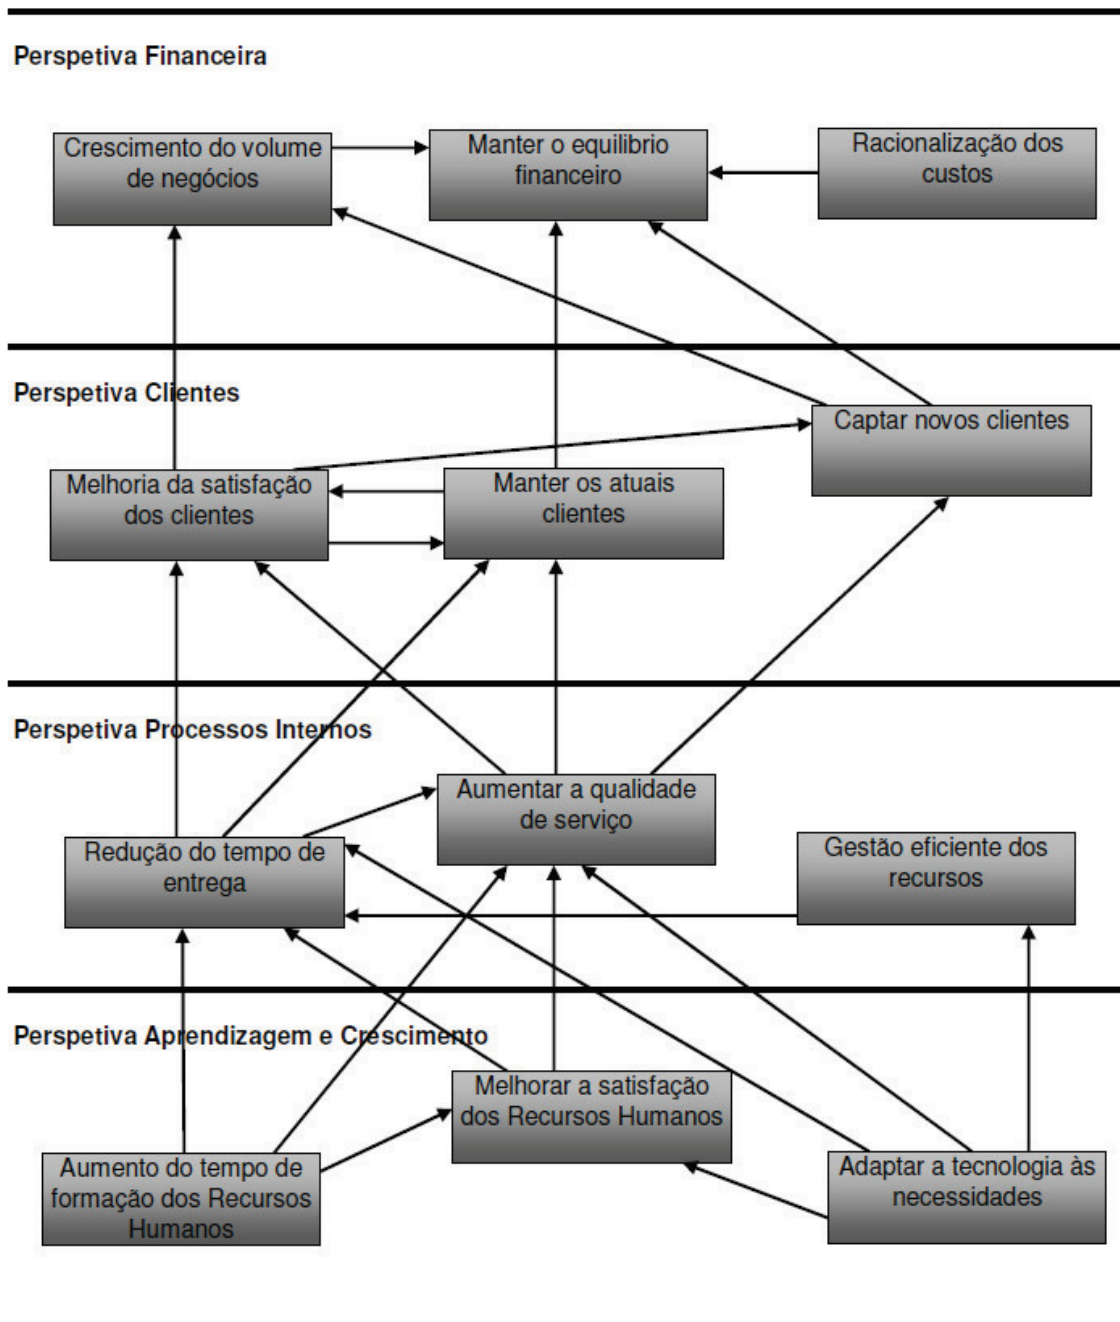 Perspetiva Financeira
Crescimento do volume
de negócios
Manter o equilibrio
financeiro
Racionalização dos
custos
Perspetiva Clientes
Captar novos clientes
Melhoria da satisfação
dos clientes
Manter os atuais
clientes
Perspetiva Processos Internos
Aumentar a qualidade
de serviço
Redução do tempo de
entrega
Gestão eficiente dos
recursos
Perspetiva Aprendizagem e Crescimento
Melhorar a satisfação
dos Recursos Humanos
Aumento do tempo de
formação dos Recursos
Humanos
Adaptar a tecnologia às
necessidades